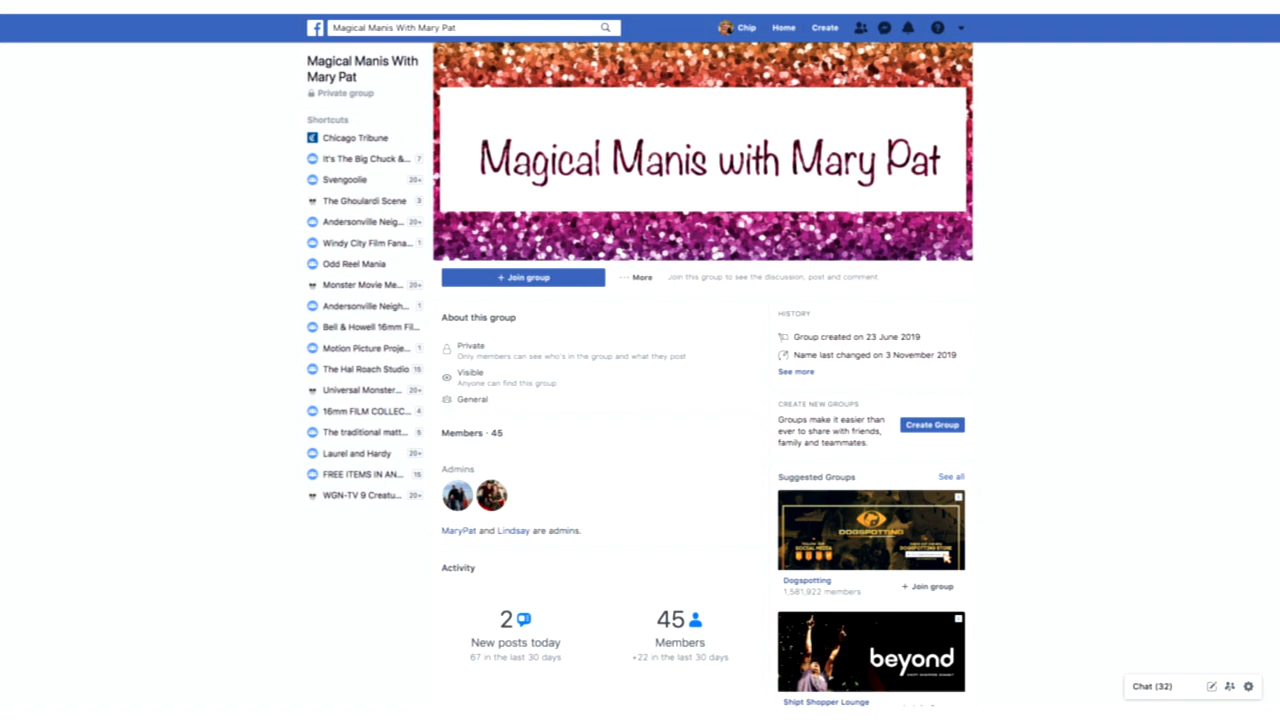 Magical Manis With Mary Pat
Chip
Home
Create
Magical Manis With
Mary Pat
Private group
Shortcuts
Chicago Tribune
It's The Big Chuck &... 7
Svengoolie 20+
The Ghoulardi Scene 3
Andersonville Neig... 20+
Windy City Film Fana... 1
Odd Reel Mania
Monster Movie Me... 20+
Andersonville Neigh... 1
Bell & Howell 16mm Fil...
Motion Picture Proje... 1
The Hal Roach Studio 15
Universal Monster... 20+
16mm FILM COLLEC... 4
The traditional matt... 5
Laurel and Hardy 20+
FREE ITEMS IN AN... 15
WGN-TV 9 Creatu... 20+
Magical Manis with Mary Pat
+ Join group
··· More
Join this group to see the discussion, post and comment.
About this group
Private
Only members can see who's in the group and what they post
Visible
Anyone can find this group
General
Members · 45
Admins
MaryPat and Lindsay are admins.
Activity
2
New posts today
67 in the last 30 days
45
Members
+22 in the last 30 days
HISTORY
Group created on 23 June 2019
Name last changed on 3 November 2019
See more
CREATE NEW GROUPS
Groups make it easier than
ever to share with friends,
family and teammates.
Create Group
Suggested Groups
See all
DOGSPOTTING
SOCIAL MEDIA
DOGSPOTTING STORE
Dogspotting
1,581,922 members
+ Join group
beyond
Shipt Shopper Lounge
Chat (32)